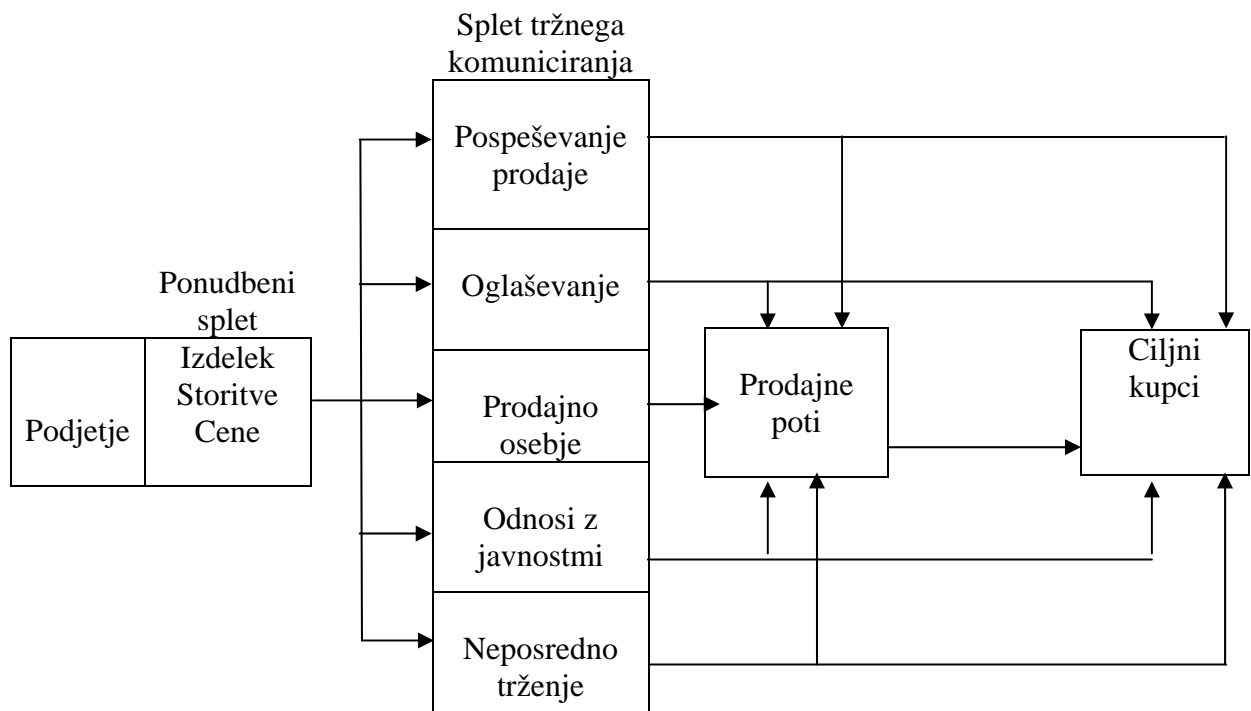 Splet tržnega
komuniciranja
Pospeševanje
prodaje
Oglaševanje
Ponudbeni
splet
Izdelek
Storitve
Cene
Podjetje
Prodajno
osebje
Prodajne
poti
Ciljni
kupci
Odnosi z
javnostmi
Neposredno
trženje